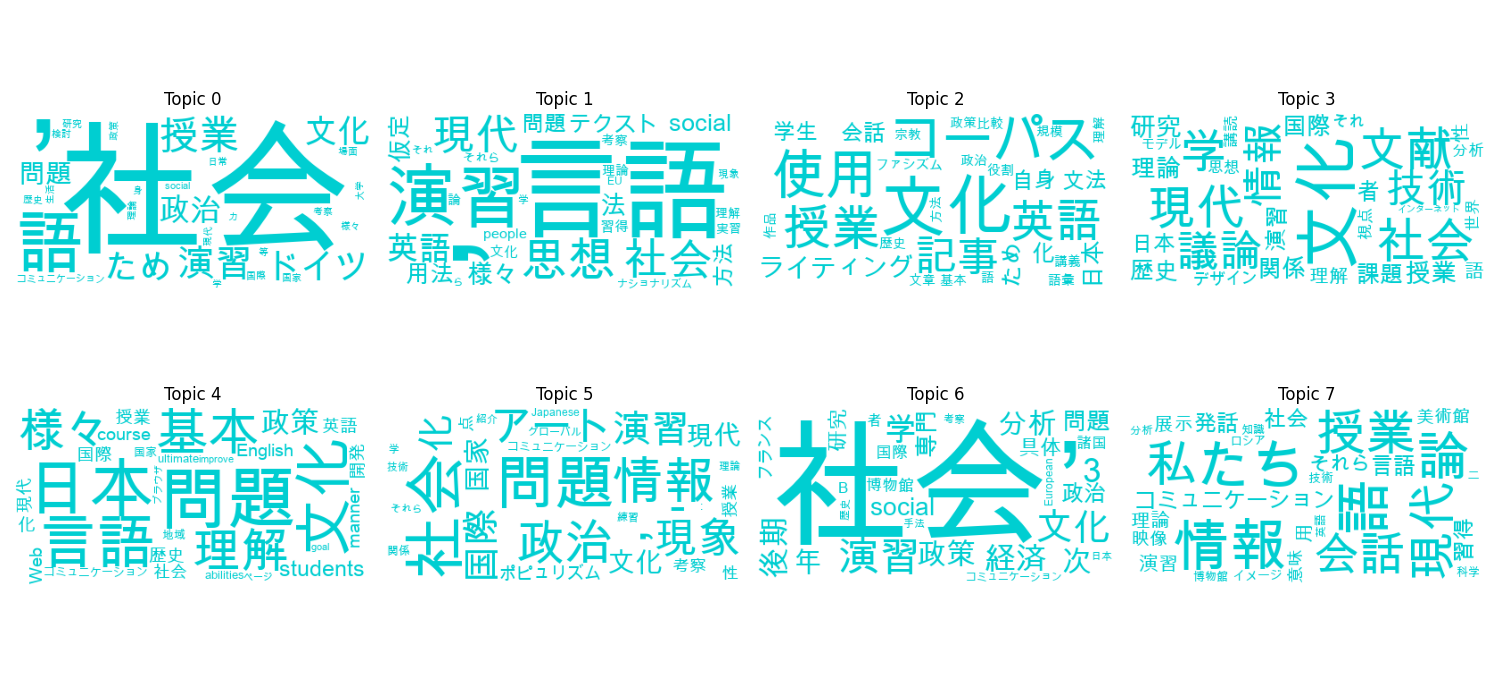 Topic 0
, 研究 検討 政策 授業 文化
社会
問題 日常 場面
語 歴史 生活 身 social 大学
理論 政治 力 考察
現代 様々
ため 演習 等 ドイツ
コミュニケーション 学 国際 国家
Topic 1
仮定 現代 問題 テクスト social
それ それら 考察
演習 言語 理論 現象
EU
論 学 法 理解
英語 , people 習得 実習
文化
用法 様々 思想 社会 方法
ら ナショナリズム
Topic 2
学生 会話 宗教 政策 比較 規模 理解
コーパス
使用 ファシズム 政治 役割
文化 自身 文法
作品 授業 方法 英語
歴史 記事 ため 化 日本
ライティング 講義
文章 基本 語 語彙
Topic 3
研究 講読 国際 それ 性
モデル 学 情報 文献 分析
理論 思想 文化 者 技術
現代 インターネット
視点 世界
日本 議論 演習 社会
歴史 関係 理解 課題 授業 語
デザイン
Topic 4
様々 授業 基本 政策 英語
course
国際 国家 English
ultimate improve 開発
日本 ブラウザ 問題 文化
現代 manner
化 言語 地域 理解 goal
Web 歴史
コミュニケーション 社会 abilities ページ students
Topic 5
化 点 紹介 アート Japanese 演習 現代
グローバル
学 国家 コミュニケーション
技術 社会 問題 情報 理論
それら 授業
国際 政治 練習 , 現象
関係 ポピュリズム 文化 考察 性
Topic 6
フランス 研究 者 学 専門 考察 分析 問題
国際 具体 諸国
社会 , 3
B 博物館 European 政治
歴史 social
手法 文化
後期 年 演習 政策 経済 次 日本
コミュニケーション
Topic 7
分析 展示 発話 社会 授業 美術館
知識
ロシア 論
私たち それら 言語
技術 二
コミュニケーション 語 現代
理論 用 英語 習得
映像 情報 会話
演習 意味 科学
博物館 イメージ